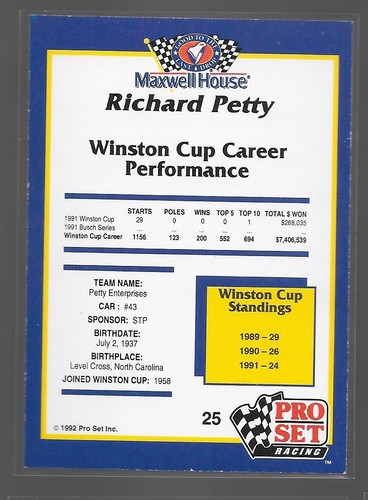 GOOD TO THE
LAST DROP
Maxwell House®
Richard Petty
Winston Cup Career
Performance
STARTS POLES WINS TOP 5 TOP 10 TOTAL $ WON
1991 Winston Cup 29 0 0 0 1 $268,035
1991 Busch Series ... ... ... ... ... ...
Winston Cup Career 1156 123 200 552 694 $7,406,539
TEAM NAME:
Petty Enterprises
CAR : #43
SPONSOR: STP
BIRTHDATE:
July 2, 1937
BIRTHPLACE:
Level Cross, North Carolina
JOINED WINSTON CUP: 1958
Winston Cup
Standings
1989 – 29
1990 – 26
1991 – 24
25
PRO
SET
RACING
TM
© 1992 Pro Set Inc.